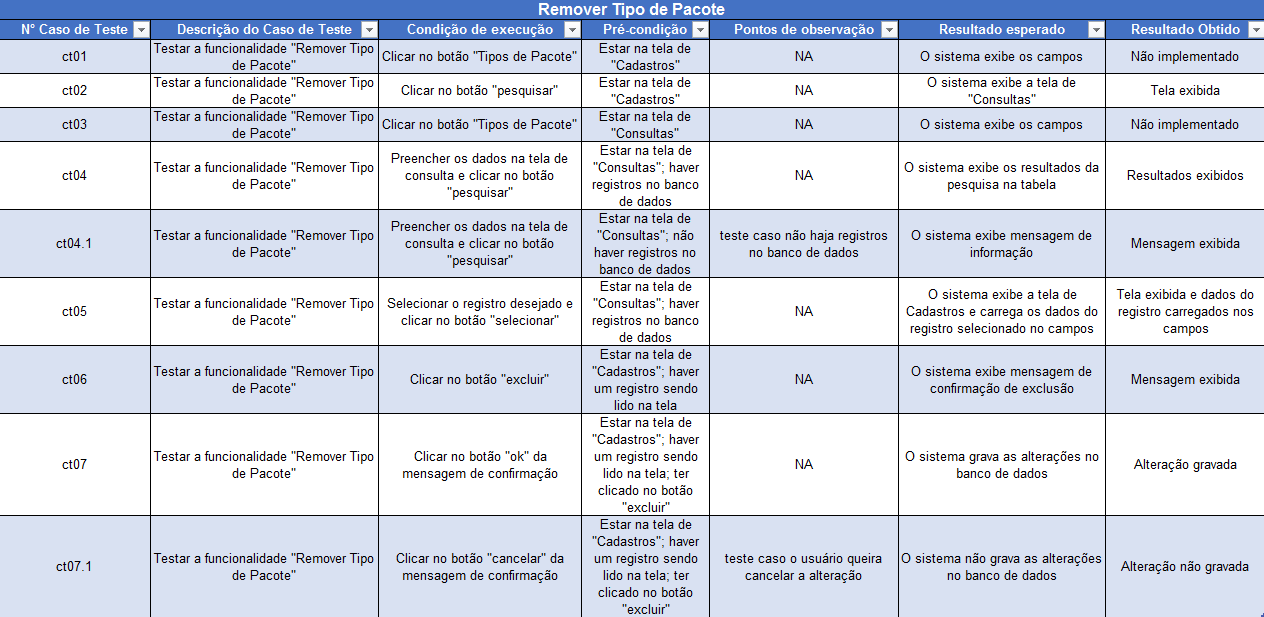 Remover Tipo de Pacote
N° Caso de Teste
Descrição do Caso de Teste
Condição de execução
Pré-condição
Pontos de observação
Resultado esperado
Resultado Obtido
ct01
Testar a funcionalidade "Remover Tipo
de Pacote"
Clicar no botão "Tipos de Pacote"
Estar na tela de
"Cadastros"
NA
O sistema exibe os campos
Não implementado
ct02
Testar a funcionalidade "Remover Tipo
de Pacote"
Clicar no botão "pesquisar"
Estar na tela de
"Cadastros"
NA
O sistema exibe a tela de
"Consultas"
Tela exibida
ct03
Testar a funcionalidade "Remover Tipo
de Pacote"
Clicar no botão "Tipos de Pacote"
Estar na tela de
"Consultas"
NA
O sistema exibe os campos
Não implementado
ct04
Testar a funcionalidade "Remover Tipo
de Pacote"
Preencher os dados na tela de
consulta e clicar no botão
"pesquisar"
Estar na tela de
"Consultas"; haver
registros no banco
de dados
NA
O sistema exibe os resultados da
pesquisa na tabela
Resultados exibidos
ct04.1
Testar a funcionalidade "Remover Tipo
de Pacote"
Preencher os dados na tela de
consulta e clicar no botão
"pesquisar"
Estar na tela de
"Consultas"; não
haver registros no
banco de dados
teste caso não haja registros
no banco de dados
O sistema exibe mensagem de
informação
Mensagem exibida
ct05
Testar a funcionalidade "Remover Tipo
de Pacote"
Selecionar o registro desejado e
clicar no botão "selecionar"
Estar na tela de
"Consultas"; haver
registros no banco
de dados
NA
O sistema exibe a tela de
Cadastros e carrega os dados do
registro selecionado no campos
Tela exibida e dados do
registro carregados nos
campos
ct06
Testar a funcionalidade "Remover Tipo
de Pacote"
Clicar no botão "excluir"
Estar na tela de
"Cadastros"; haver
um registro sendo
lido na tela
NA
O sistema exibe mensagem de
confirmação de exclusão
Mensagem exibida
ct07
Testar a funcionalidade "Remover Tipo
de Pacote"
Clicar no botão "ok" da
mensagem de confirmação
Estar na tela de
"Cadastros"; haver
um registro sendo
lido na tela; ter
clicado no botão
"excluir"
NA
O sistema grava as alterações no
banco de dados
Alteração gravada
ct07.1
Testar a funcionalidade "Remover Tipo
de Pacote"
Clicar no botão "cancelar" da
mensagem de confirmação
Estar na tela de
"Cadastros"; haver
um registro sendo
lido na tela; ter
clicado no botão
"excluir"
teste caso o usuário queira
cancelar a alteração
O sistema não grava as alterações
no banco de dados
Alteração não gravada